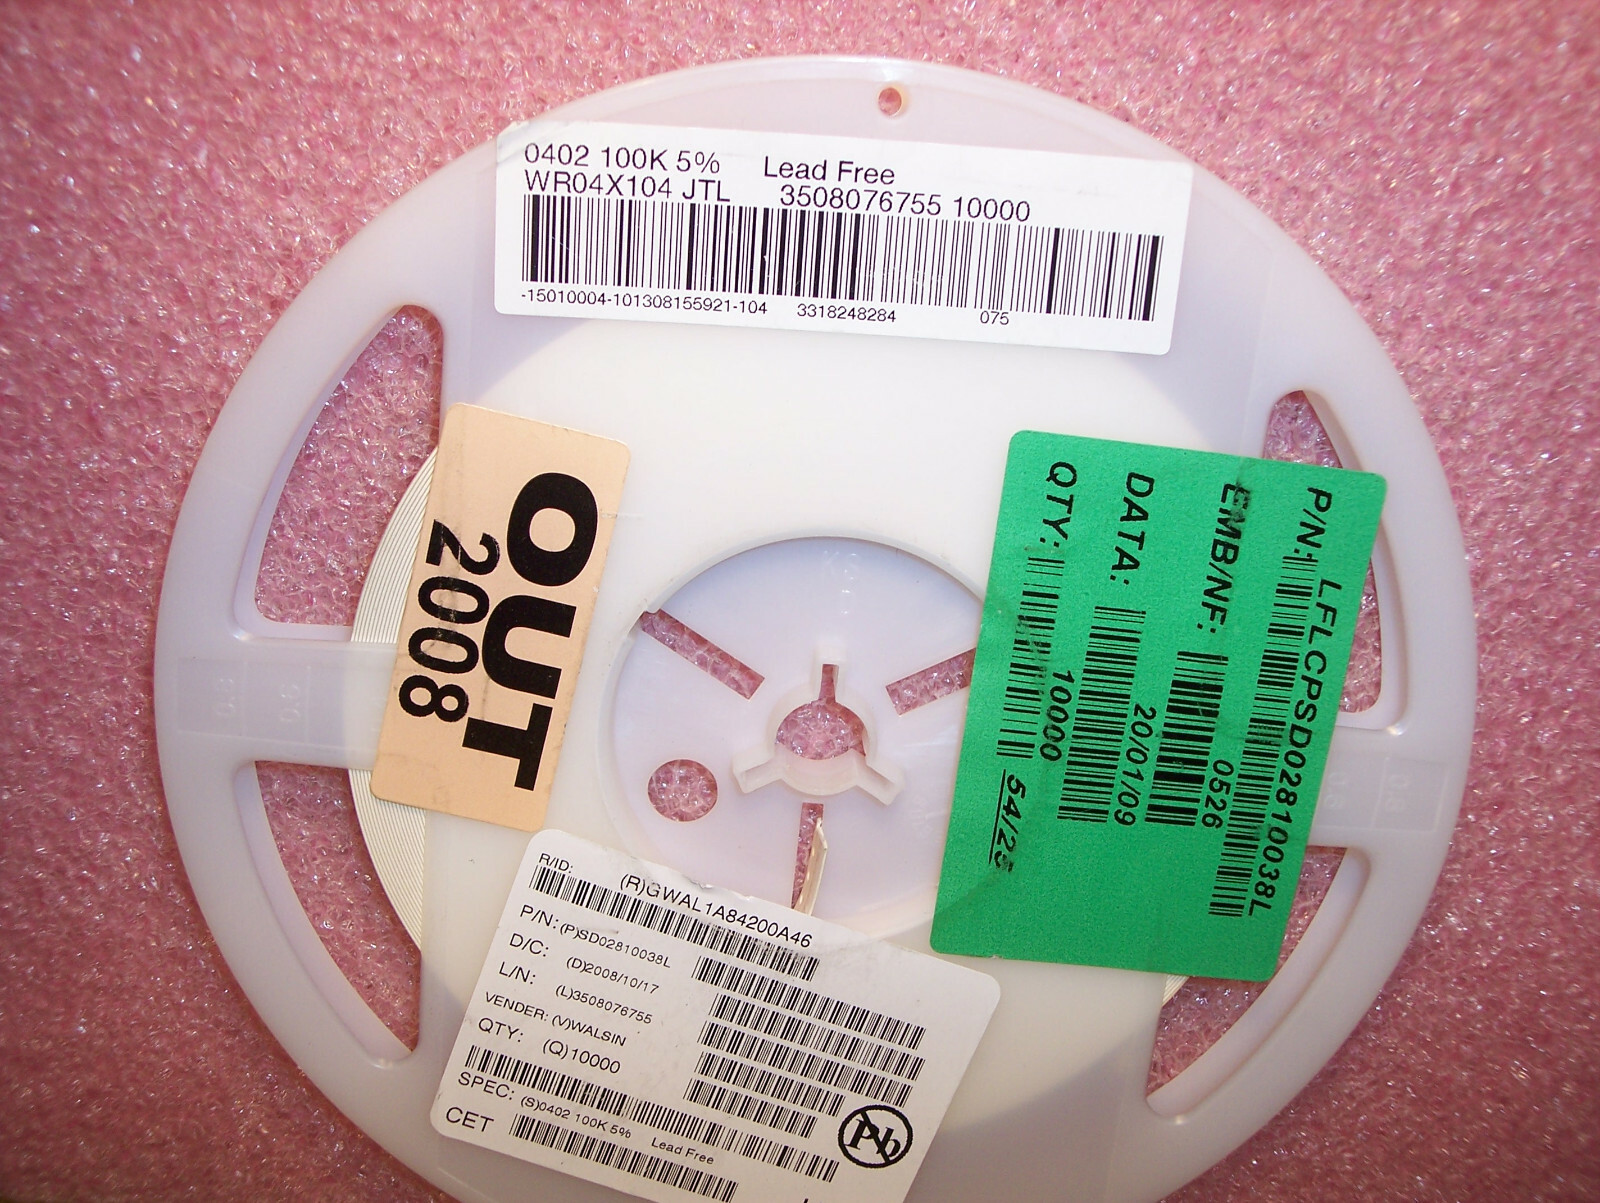 0402 100K 5% Lead Free
WR04X104 JTL 3508076755 10000
-15010004-101308155921-104 3318248284 075
OUT
2008
P/N: LFLCPSD02810038L
EMB/NF: 0526
DATA: 20/01/09
QTY: 10000
54/25
R/ID: (R)GWAL1A84200A46
P/N: (P)SD02810038L
D/C: (D)2008/10/17
L/N: (L)3508076755
VENDER: (V)WALSIN
QTY: (Q)10000
SPEC: (S)0402 100K 5% Lead Free
CET
Pb